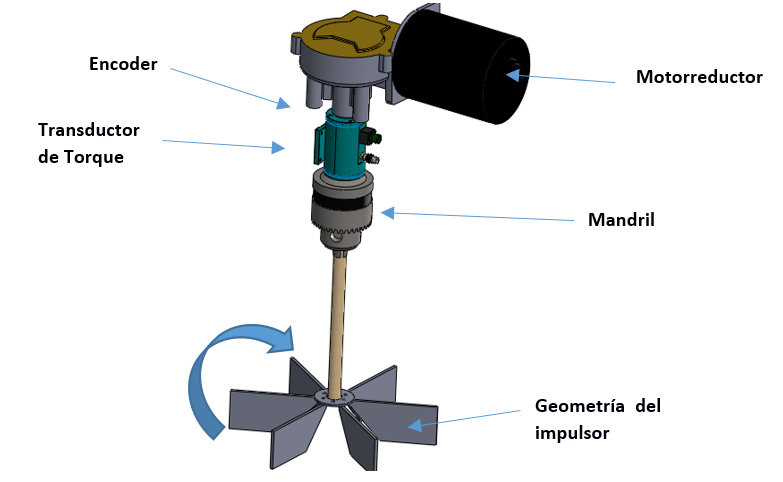 Encoder
Motorreductor
Transductor
de Torque
Mandril
Geometría del
impulsor